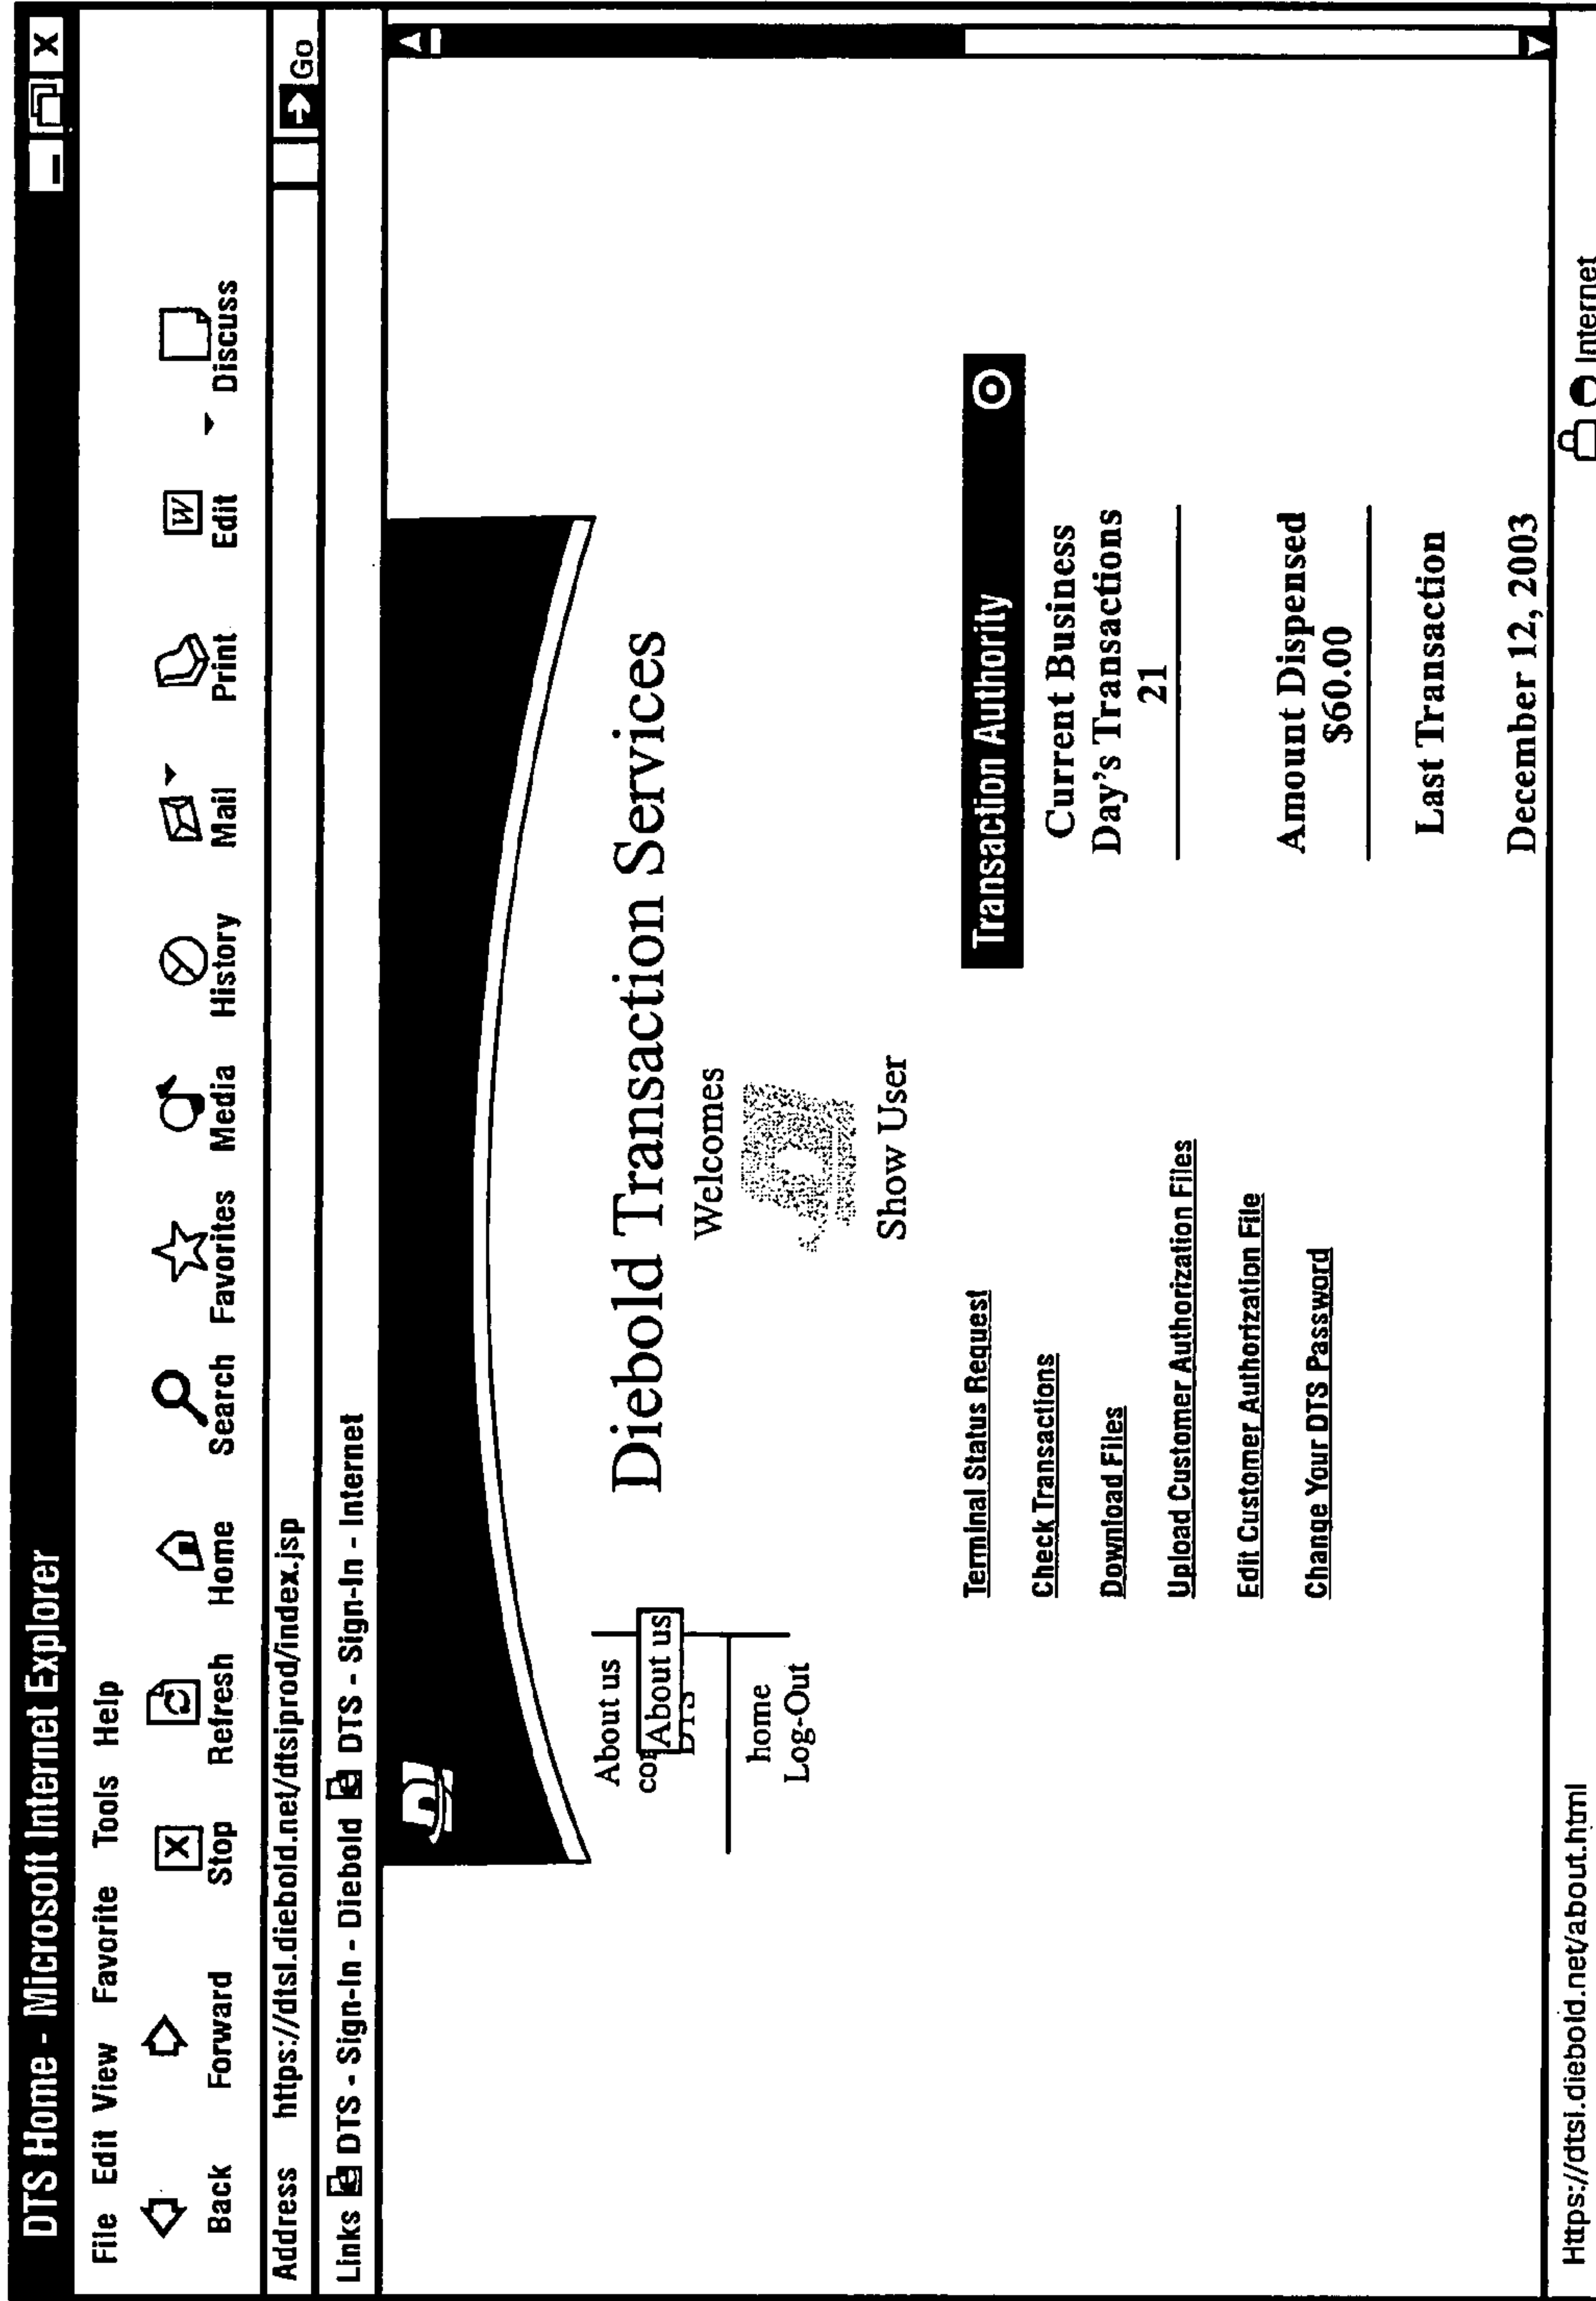 DTS Home - Microsoft Internet Explorer
File Edit View Favorite Tools Help
Back Forward Stop Refresh Home Search Favorites Media History Mail Print Edit Discuss
Address https://dtsl.diebold.net/dtsiprod/index.jsp Go
Links DTS - Sign-In - Diebold DTS - Sign-In - Internet
Diebold Transaction Services
Welcomes
Show User
About us
About us
DTS
home
Log-Out
Terminal Status Request
Check Transactions
Download Files
Upload Customer Authorization Files
Edit Customer Authorization File
Change Your DTS Password
Transaction Authority
Current Business
Day's Transactions
21
Amount Dispensed
$60.00
Last Transaction
December 12, 2003
Https://dtsl.diebold.net/about.html Internet